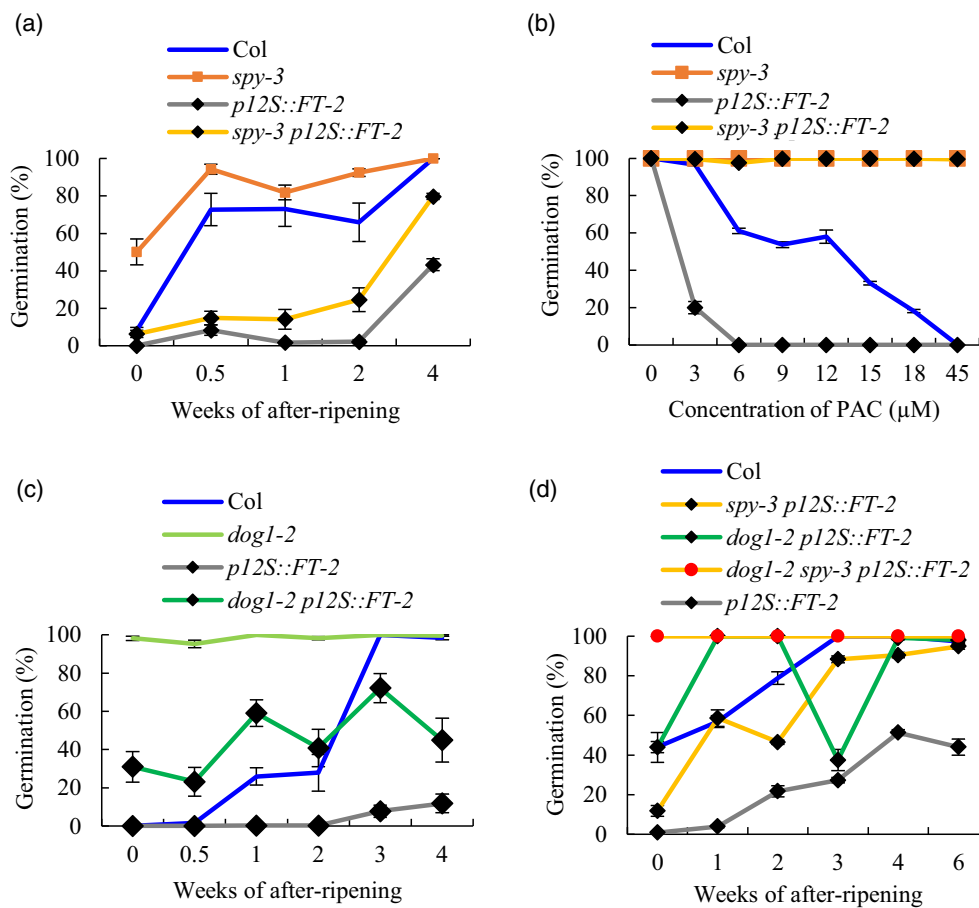 (a)
Col
spy-3
p12S::FT-2
spy-3 p12S::FT-2
100
80
60
40
20
0
Germination (%)
0 0.5 1 2 4
Weeks of after-ripening
(b)
Col
spy-3
p12S::FT-2
spy-3 p12S::FT-2
100
80
60
40
20
0
Germination (%)
0 3 6 9 12 15 18 45
Concentration of PAC (µM)
(c)
Col
dog1-2
p12S::FT-2
dog1-2 p12S::FT-2
100
80
60
40
20
0
Germination (%)
0 0.5 1 2 3 4
Weeks of after-ripening
(d)
Col
spy-3 p12S::FT-2
dog1-2 p12S::FT-2
dog1-2 spy-3 p12S::FT-2
p12S::FT-2
100
80
60
40
20
0
Germination (%)
0 1 2 3 4 6
Weeks of after-ripening